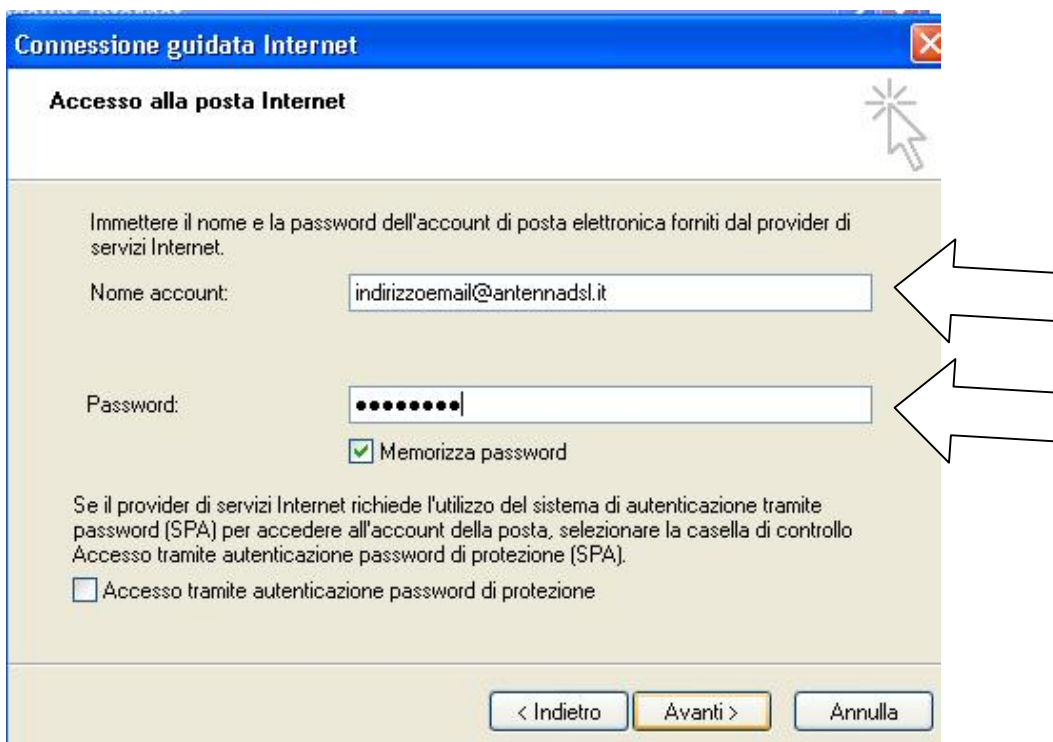 Connessione guidata Internet
Accesso alla posta Internet
Immettere il nome e la password dell'account di posta elettronica forniti dal provider di
servizi Internet.
Nome account:
indirizzoemail@antennadsl.it
Password:
••••••••
Memorizza password
Se il provider di servizi Internet richiede l'utilizzo del sistema di autenticazione tramite
password (SPA) per accedere all'account della posta, selezionare la casella di controllo
Accesso tramite autenticazione password di protezione (SPA).
Accesso tramite autenticazione password di protezione
< Indietro
Avanti >
Annulla